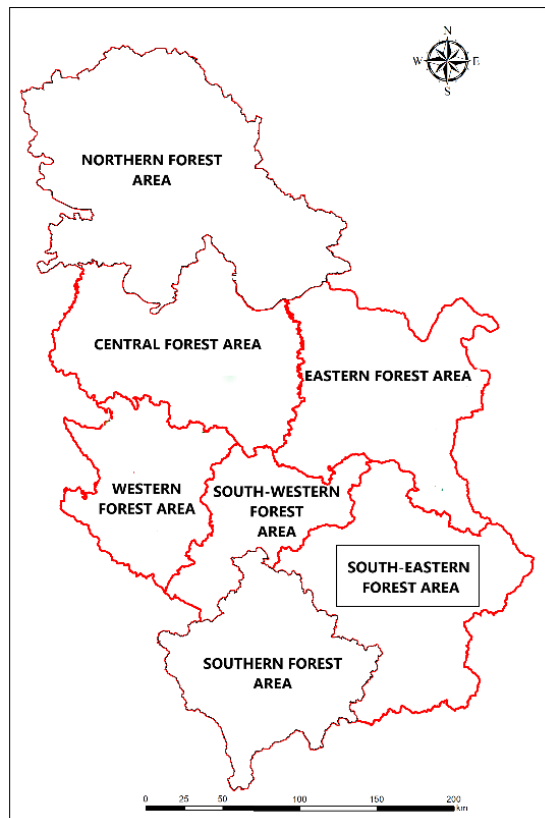 N
W E
S
NORTHERN FOREST
AREA
CENTRAL FOREST AREA
EASTERN FOREST AREA
WESTERN
FOREST AREA
SOUTH-WESTERN
FOREST
AREA
SOUTH-EASTERN
FOREST AREA
SOUTHERN FOREST
AREA
0 25 50 100 150 200
km